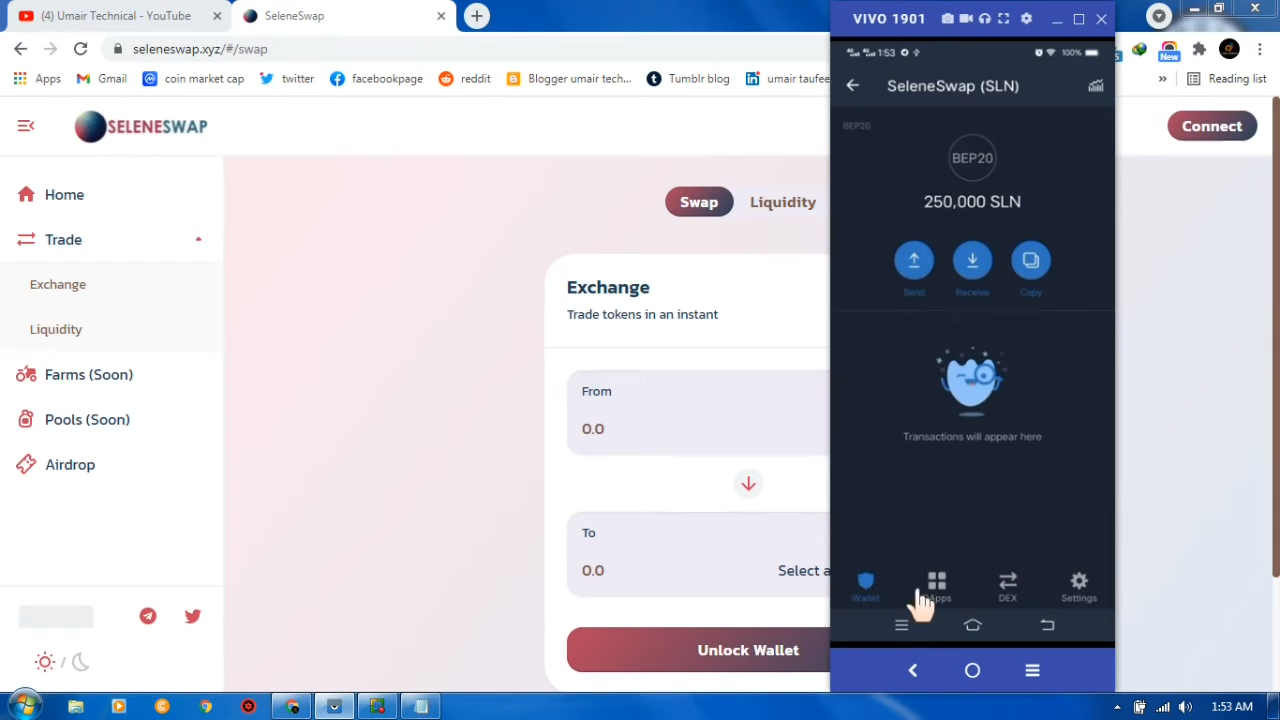 (4) Umair Technical - YouTube
SeleneSwap
seleneswap.xyz/#/swap
Apps
Gmail
coin market cap
twitter
facebookpage
reddit
Blogger umair tech...
Tumblr blog
umair taufee
New
Reading list
SELENESWAP
Connect
Home
Trade
Exchange
Liquidity
Farms (Soon)
Pools (Soon)
Airdrop
Swap
Liquidity
Exchange
Trade tokens in an instant
From
0.0
To
0.0
Select a
Unlock Wallet
VIVO 1901
1:53
100%
SeleneSwap (SLN)
BEP20
BEP20
250,000 SLN
Send
Receive
Copy
Transactions will appear here
Wallet
DApps
DEX
Settings
1:53 AM